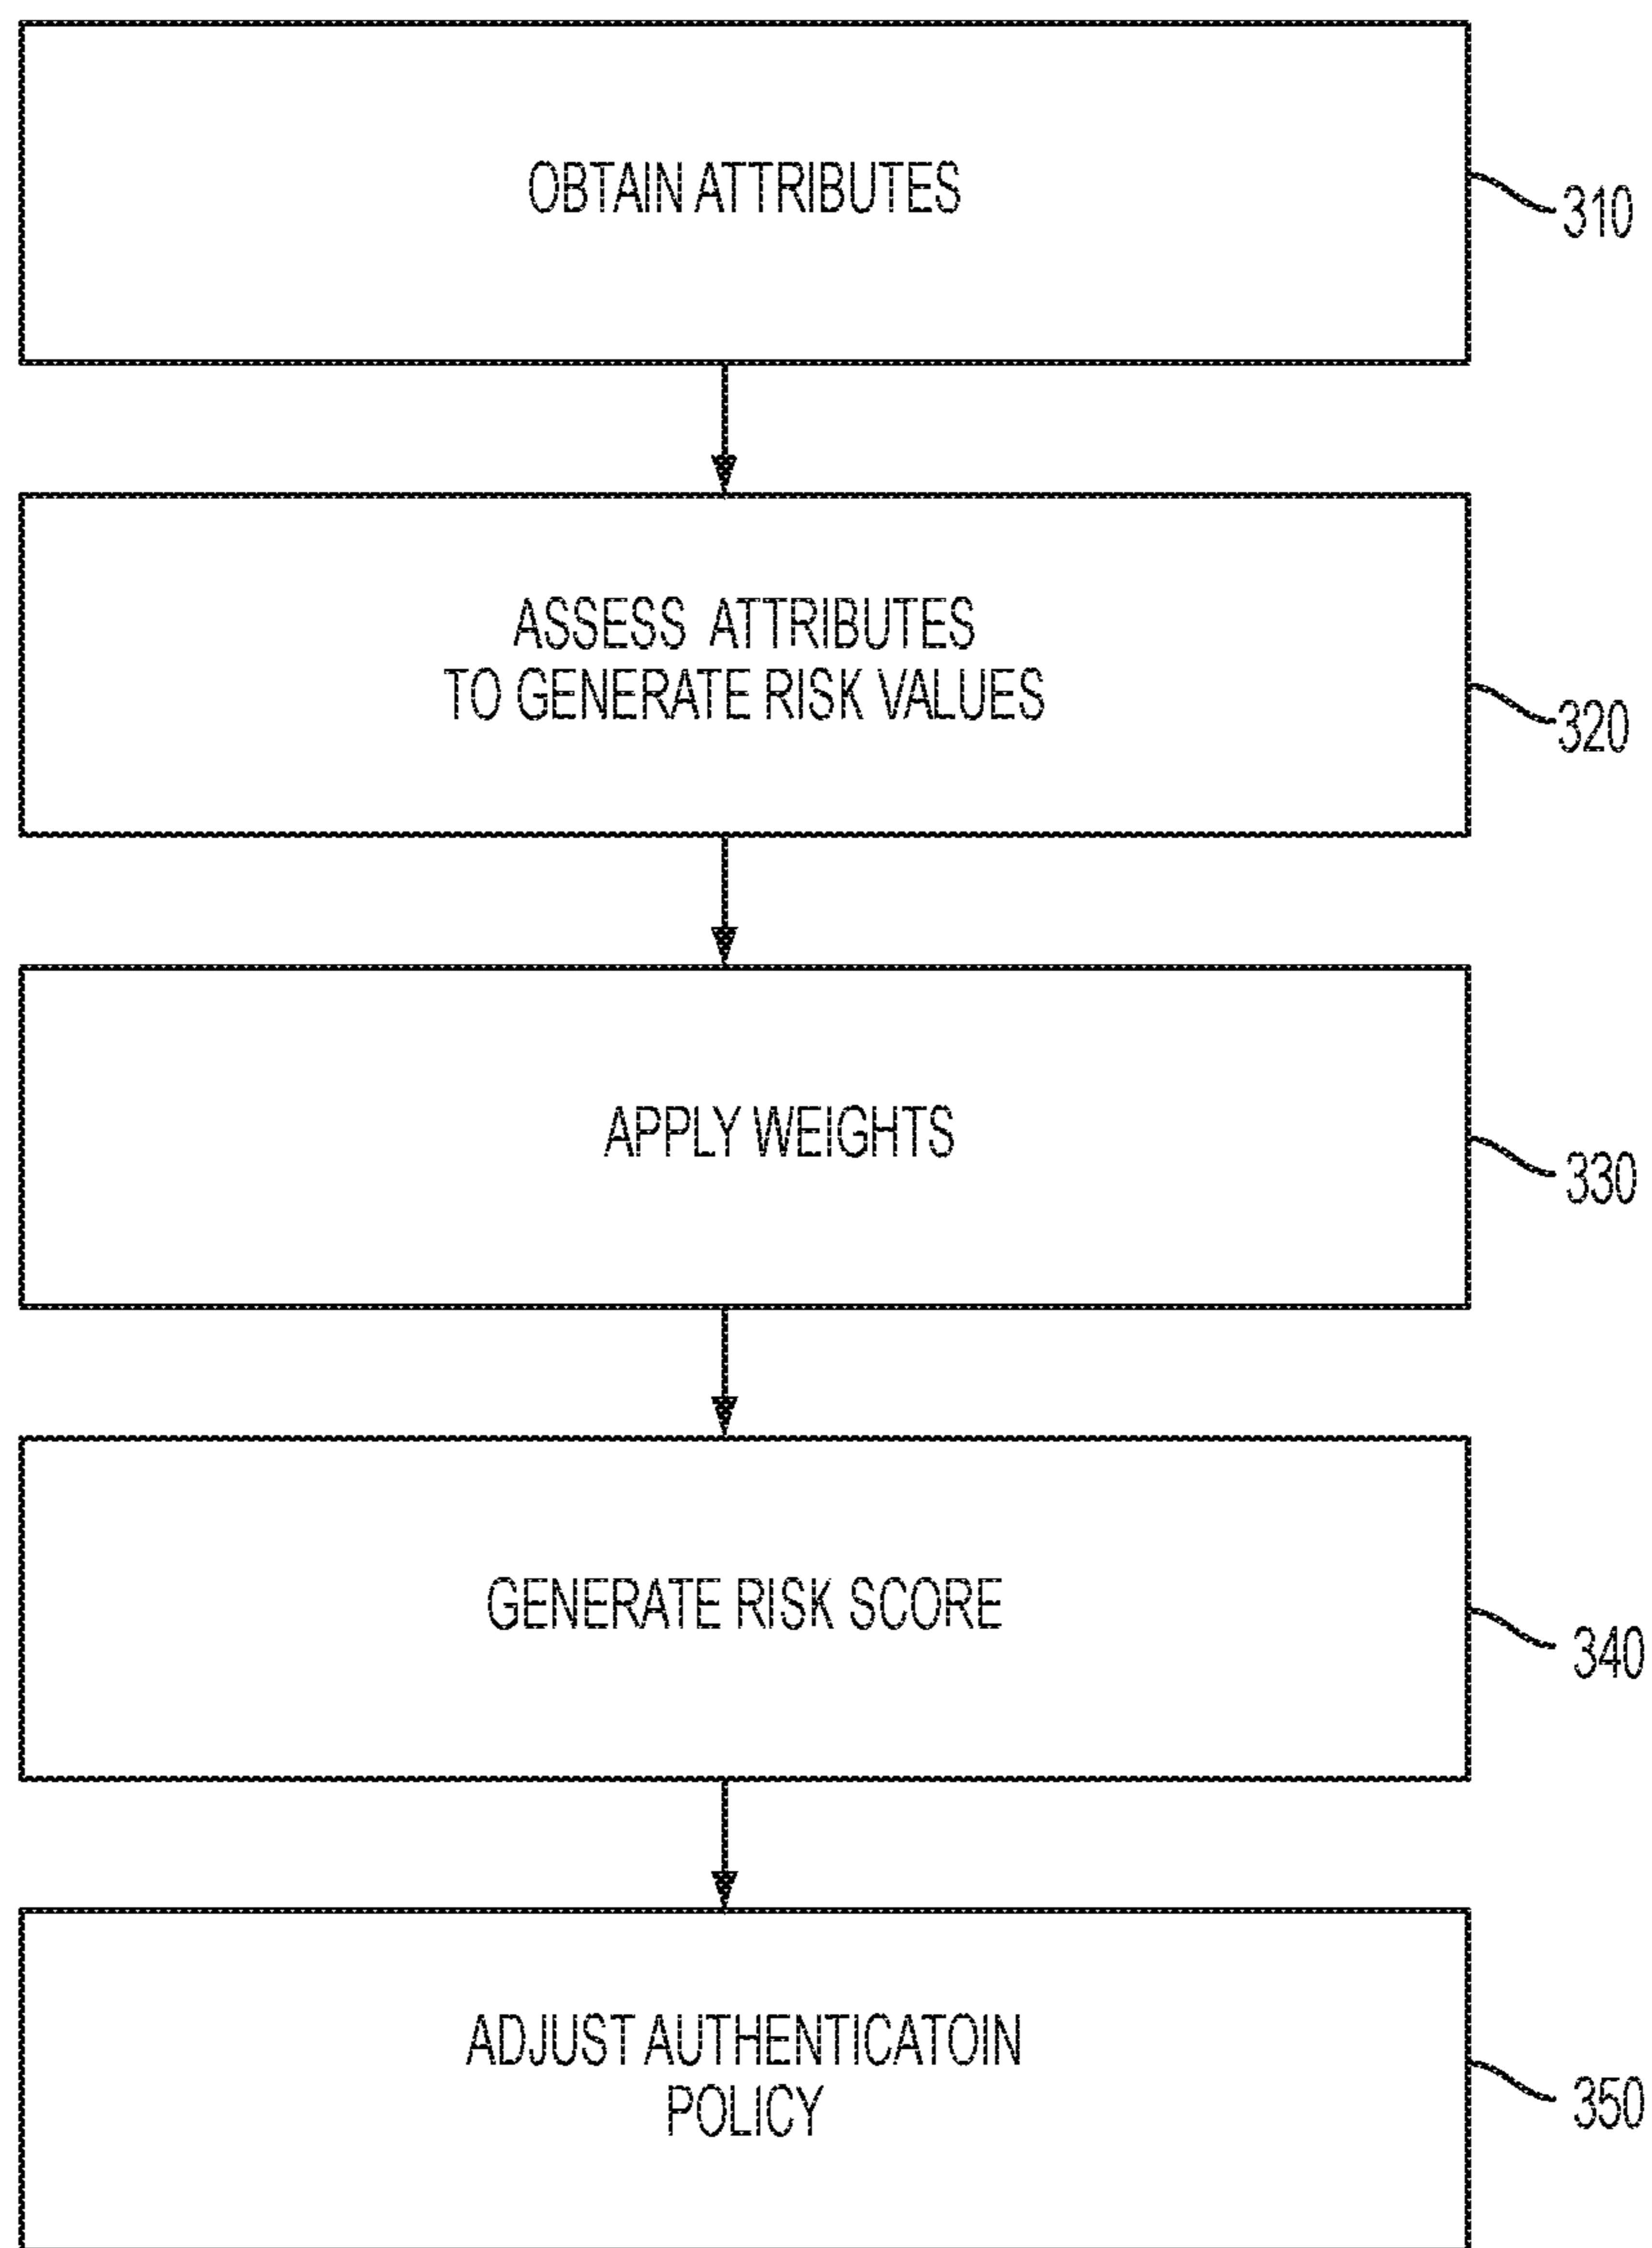 OBTAIN ATTRIBUTES
310
ASSESS ATTRIBUTES
TO GENERATE RISK VALUES
320
APPLY WEIGHTS
330
GENERATE RISK SCORE
340
ADJUST AUTHENTICATOIN
POLICY
350